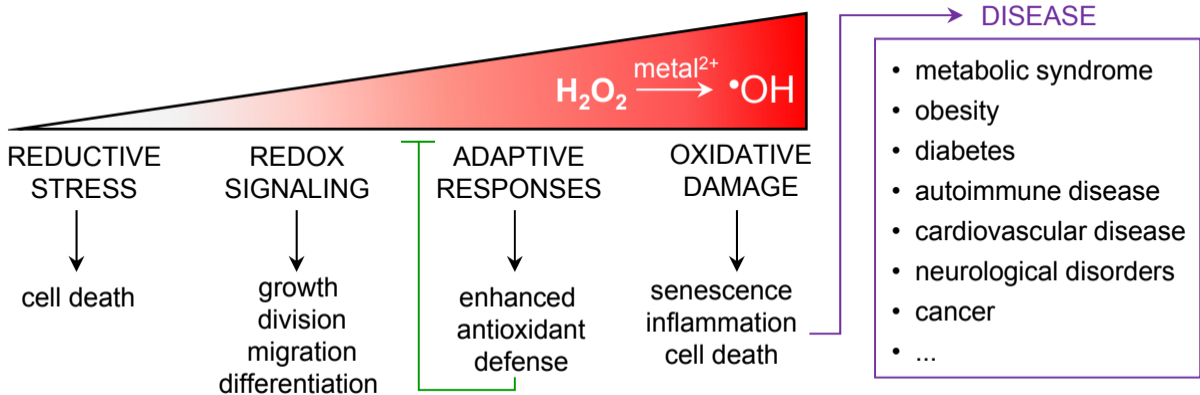 DISEASE
metal²⁺
H₂O₂ → •OH
REDUCTIVE
STRESS
cell death
REDOX
SIGNALING
growth
division
migration
differentiation
ADAPTIVE
RESPONSES
enhanced
antioxidant
defense
OXIDATIVE
DAMAGE
senescence
inflammation
cell death
• metabolic syndrome
• obesity
• diabetes
• autoimmune disease
• cardiovascular disease
• neurological disorders
• cancer
• ...